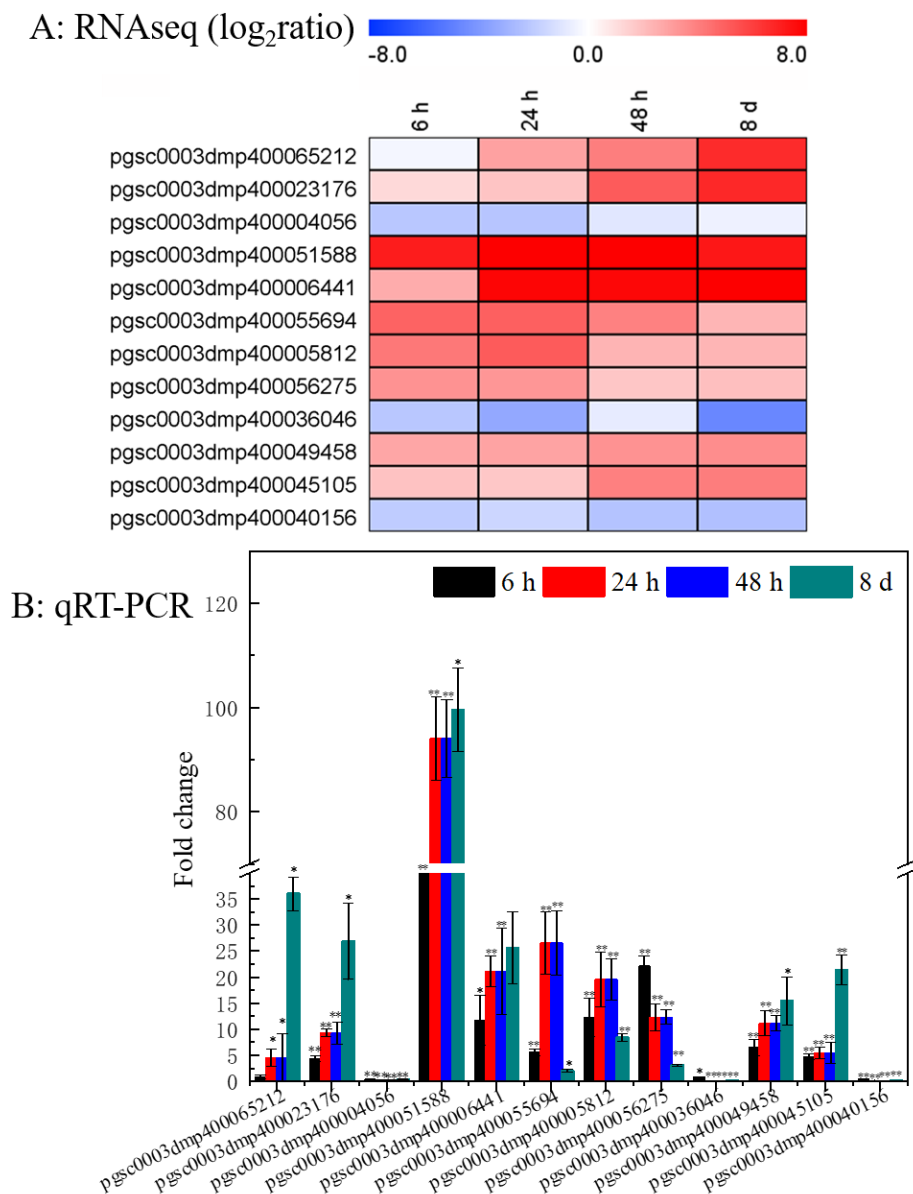 A: RNAseq (log₂ratio)
-8.0 0.0 8.0
6 h 24 h 48 h 8 d
pgsc0003dmp400065212
pgsc0003dmp400023176
pgsc0003dmp400004056
pgsc0003dmp400051588
pgsc0003dmp400006441
pgsc0003dmp400055694
pgsc0003dmp400005812
pgsc0003dmp400056275
pgsc0003dmp400036046
pgsc0003dmp400049458
pgsc0003dmp400045105
pgsc0003dmp400040156
B: qRT-PCR
6 h 24 h 48 h 8 d
Fold change
120
100
80
35
30
25
20
15
10
5
0
* * *
** ** ** *
** ** ** **
** ** ** *
* ** **
** ** ** *
** ** ** **
** ** ** **
* ** ** **
** ** ** *
** ** ** **
** ** ** **
pgsc0003dmp400065212
pgsc0003dmp400023176
pgsc0003dmp400004056
pgsc0003dmp400051588
pgsc0003dmp400006441
pgsc0003dmp400055694
pgsc0003dmp400005812
pgsc0003dmp400056275
pgsc0003dmp400036046
pgsc0003dmp400049458
pgsc0003dmp400045105
pgsc0003dmp400040156